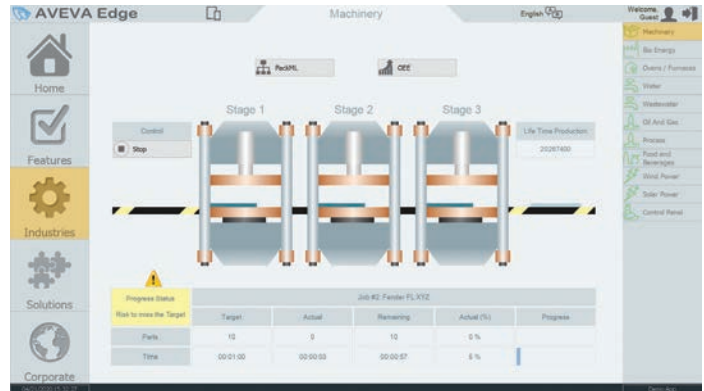 AVEVA Edge
Machinery
English
Welcome,
Guest
Home
Features
Industries
Solutions
Corporate
PackML
OEE
Stage 1
Stage 2
Stage 3
Control
Stop
Life Time Production
20287400
Progress Status
Risk to miss the Target
Job #2: Fender FL XYZ
Target
Actual
Remaining
Actual (%)
Progress
Parts
10
0
10
0 %
Time
00:01:00
00:00:03
00:00:57
5 %
Machinery
Bio Energy
Ovens / Furnaces
Water
Wastewater
Oil And Gas
Process
Food and
Beverages
Wind Power
Solar Power
Control Panel
Demo App